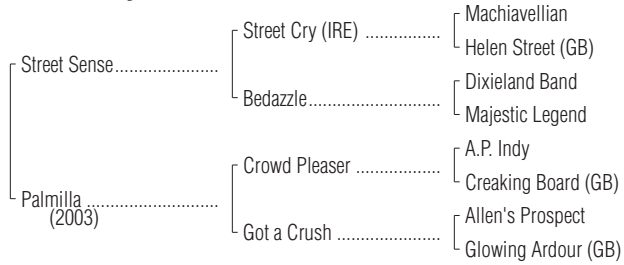 Machiavellian
Street Cry (IRE) ................
Helen Street (GB)
Street Sense......................
Dixieland Band
Bedazzle............................
Majestic Legend
A.P. Indy
Crowd Pleaser ..................
Creaking Board (GB)
Palmilla ............................
(2003)
Allen's Prospect
Got a Crush ......................
Glowing Ardour (GB)